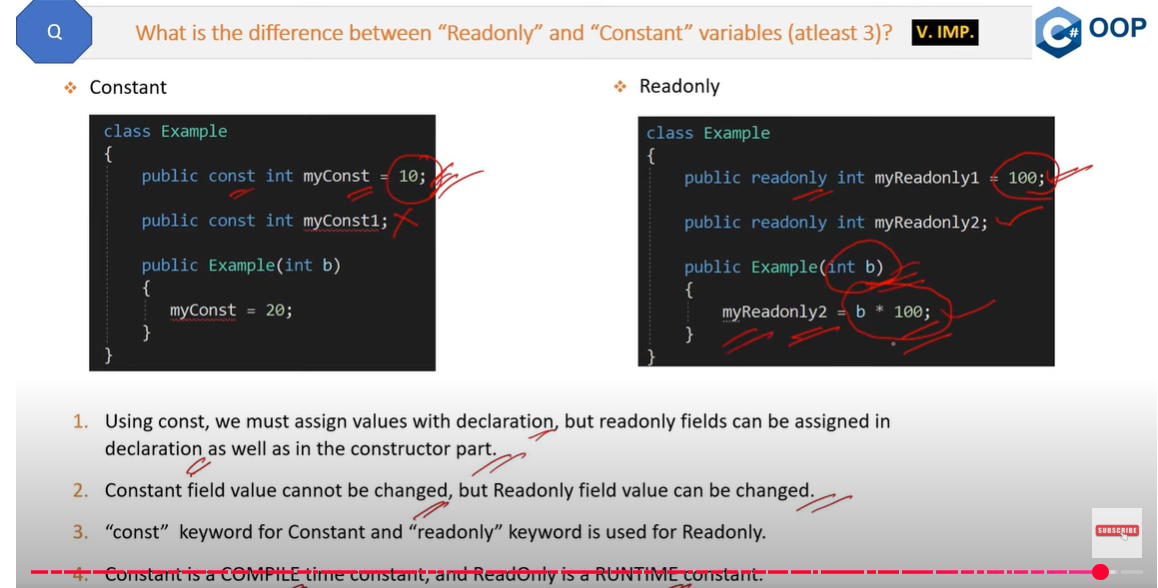 Q
What is the difference between “Readonly” and “Constant” variables (atleast 3)?
V. IMP.
C#
OOP
❖ Constant
class Example
{
public const int myConst = 10;
public const int myConst1;
public Example(int b)
{
myConst = 20;
}
}
❖ Readonly
class Example
{
public readonly int myReadonly1 = 100;
public readonly int myReadonly2;
public Example(int b)
{
myReadonly2 = b * 100;
}
}
1. Using const, we must assign values with declaration, but readonly fields can be assigned in
declaration as well as in the constructor part.
2. Constant field value cannot be changed, but Readonly field value can be changed.
3. “const” keyword for Constant and “readonly” keyword is used for Readonly.
4. Constant is a COMPILE time constant, and ReadOnly is a RUNTIME constant.
SUBSCRIBE